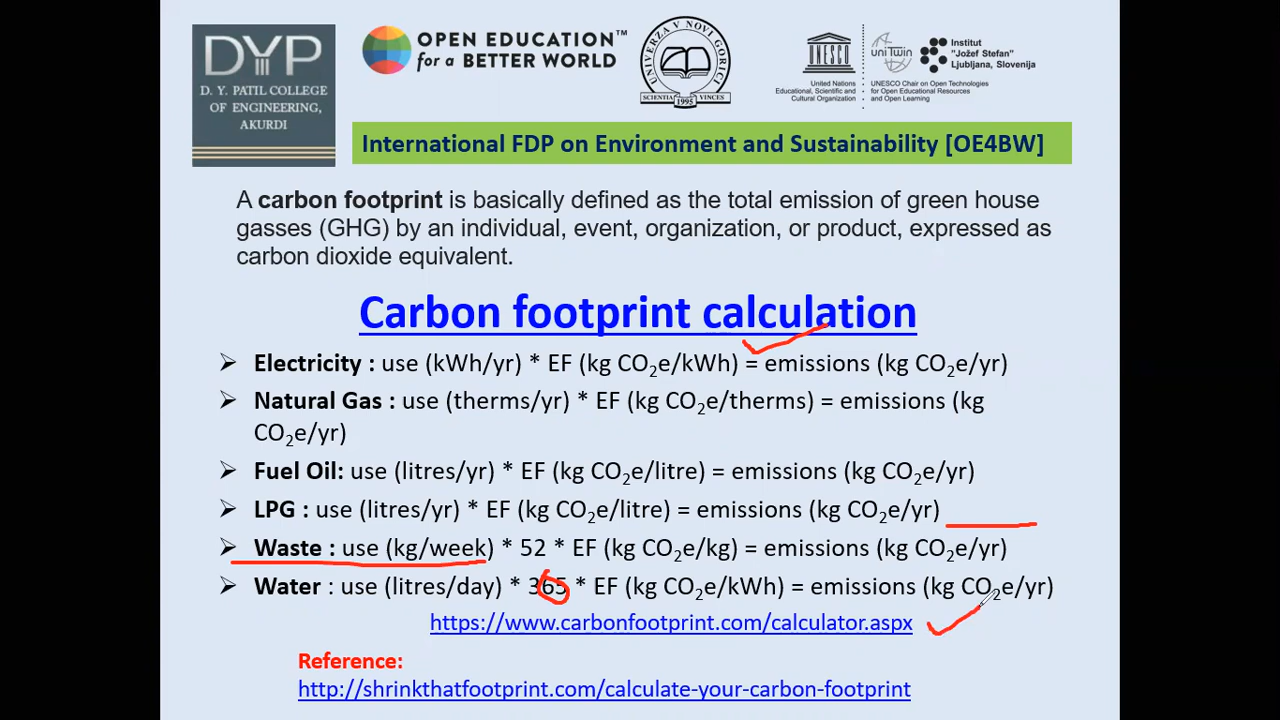 DYP
D. Y. PATIL COLLEGE
OF ENGINEERING,
AKURDI
OPEN EDUCATION™
for a BETTER WORLD
UNIVERZA V NOVI GORICI
SCIENTIA VINCES
1995
UNESCO
United Nations
Educational, Scientific and
Cultural Organization
uniTwin
Institut
"Jožef Stefan"
Ljubljana, Slovenija
UNESCO Chair on Open Technologies
for Open Educational Resources
and Open Learning
International FDP on Environment and Sustainability [OE4BW]
A carbon footprint is basically defined as the total emission of green house
gasses (GHG) by an individual, event, organization, or product, expressed as
carbon dioxide equivalent.
Carbon footprint calculation
➢ Electricity : use (kWh/yr) * EF (kg CO₂e/kWh) = emissions (kg CO₂e/yr)
➢ Natural Gas : use (therms/yr) * EF (kg CO₂e/therms) = emissions (kg
CO₂e/yr)
➢ Fuel Oil: use (litres/yr) * EF (kg CO₂e/litre) = emissions (kg CO₂e/yr)
➢ LPG : use (litres/yr) * EF (kg CO₂e/litre) = emissions (kg CO₂e/yr)
➢ Waste : use (kg/week) * 52 * EF (kg CO₂e/kg) = emissions (kg CO₂e/yr)
➢ Water : use (litres/day) * 365 * EF (kg CO₂e/kWh) = emissions (kg CO₂e/yr)
https://www.carbonfootprint.com/calculator.aspx
Reference:
http://shrinkthatfootprint.com/calculate-your-carbon-footprint